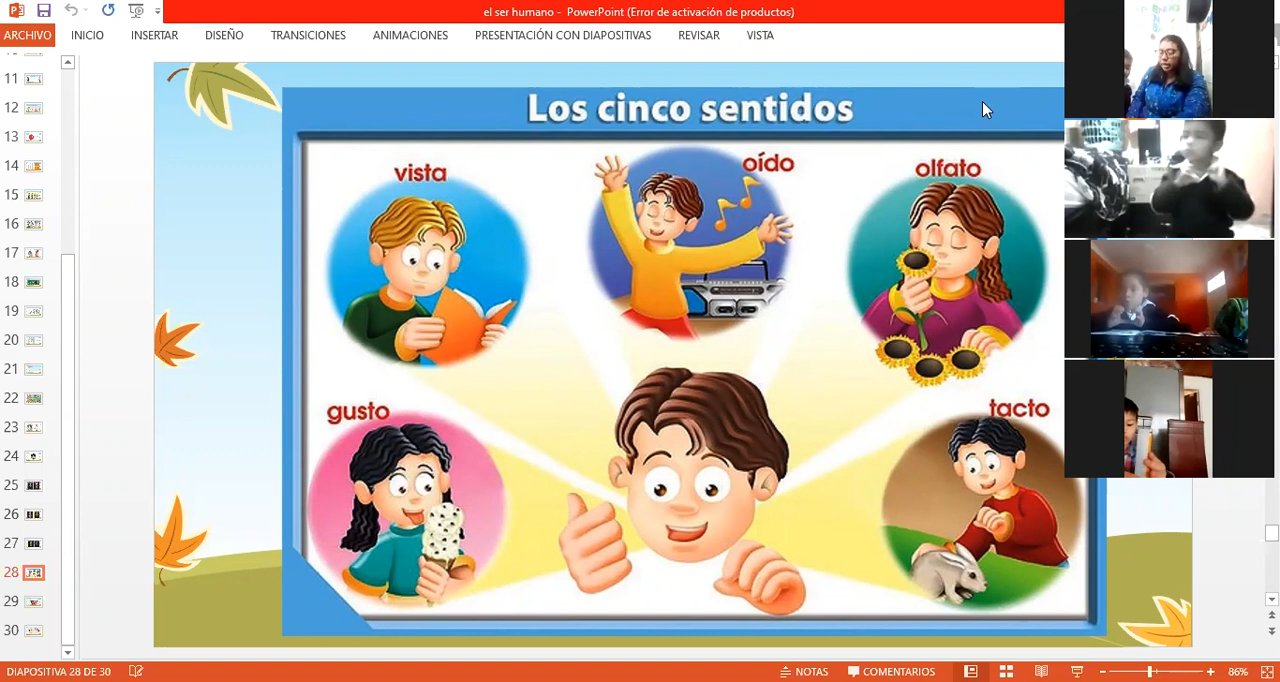 el ser humano - PowerPoint (Error de activación de productos)
ARCHIVO INICIO INSERTAR DISEÑO TRANSICIONES ANIMACIONES PRESENTACIÓN CON DIAPOSITIVAS REVISAR VISTA
11
12
13
14
15
16
17
18
19
20
21
22
23
24
25
26
27
28
29
30
Los cinco sentidos
vista
oído
olfato
gusto
tacto
DIAPOSITIVA 28 DE 30
NOTAS
COMENTARIOS
86%